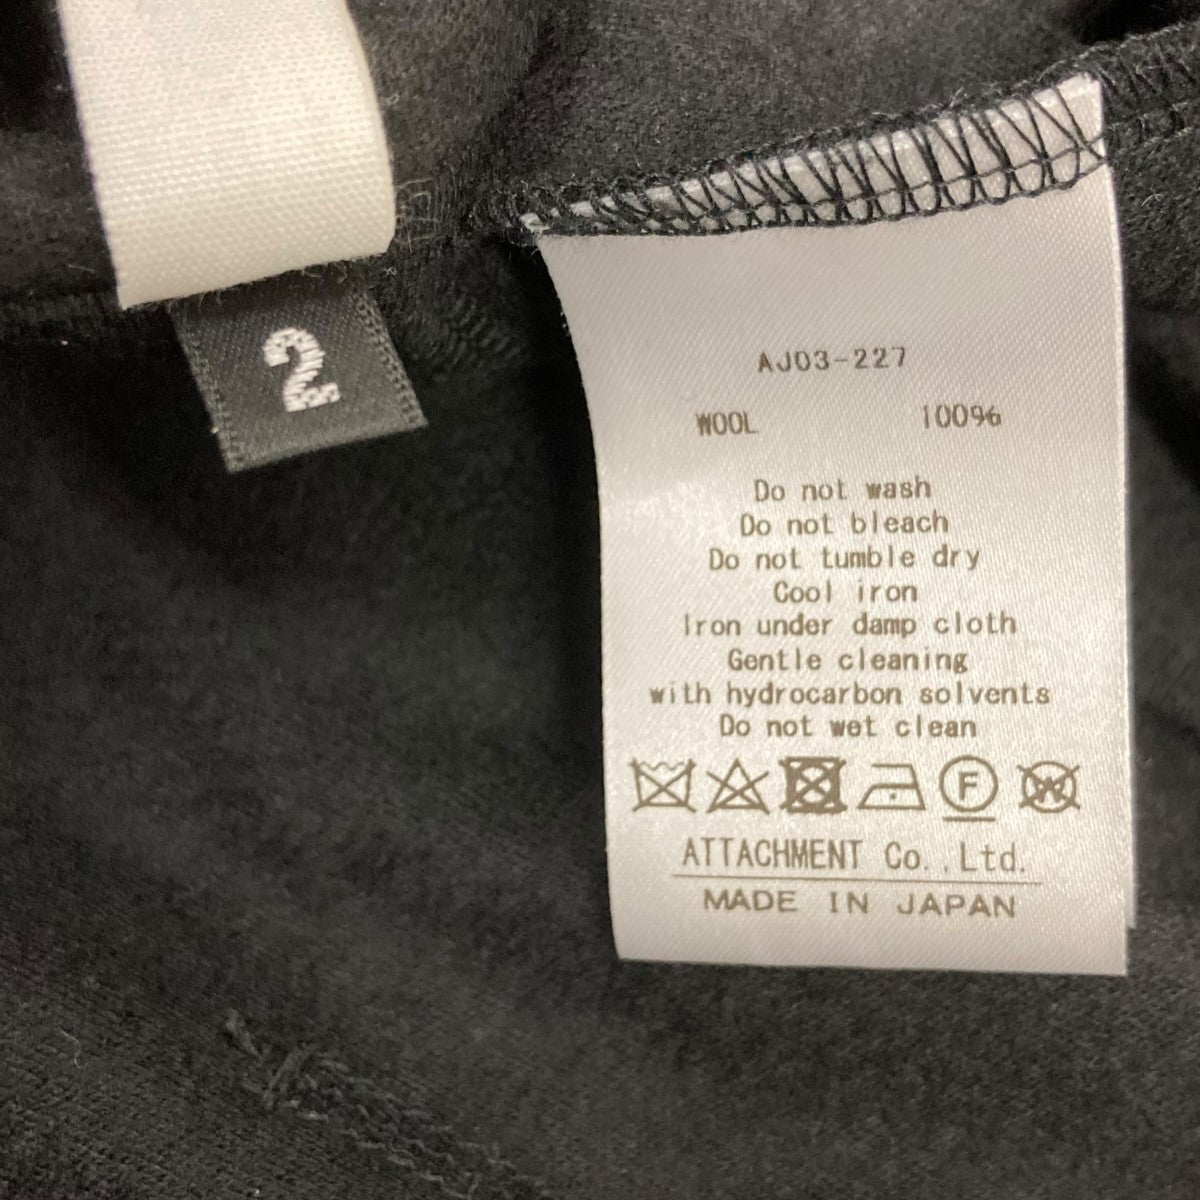 2
AJ03-227
WOOL 100%
Do not wash
Do not bleach
Do not tumble dry
Cool iron
Iron under damp cloth
Gentle cleaning
with hydrocarbon solvents
Do not wet clean
F W
ATTACHMENT Co.,Ltd.
MADE IN JAPAN